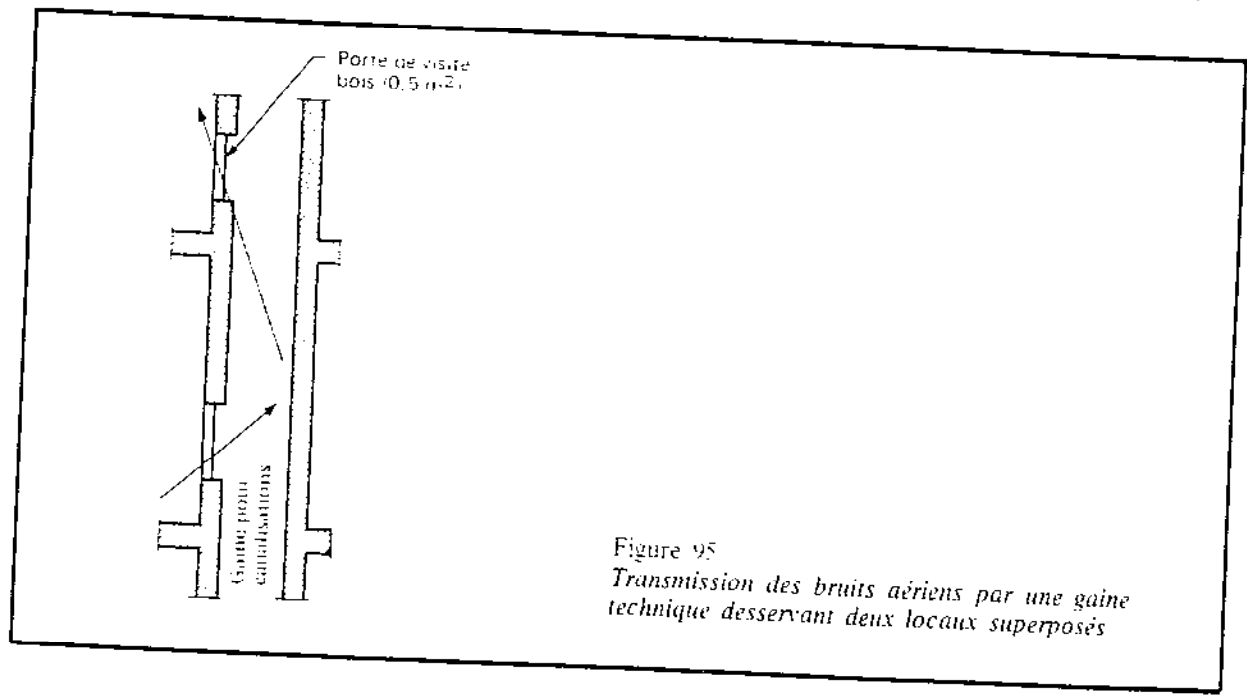 Porte de visite
bois (0,5 m2)
Gaine pour
canalisations
Figure 95
Transmission des bruits aériens par une gaine
technique desservant deux locaux superposés